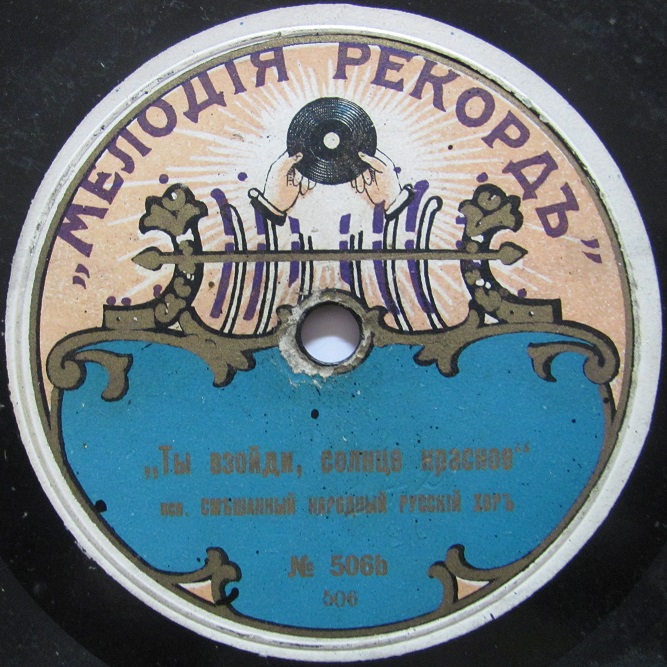 „МЕЛОДІЯ РЕКОРДЪ”
„Ты взойди, солнце красное“
исп. СМѢШАННЫЙ НАРОДНЫЙ РУССКІЙ ХОРЪ
№ 506b
506